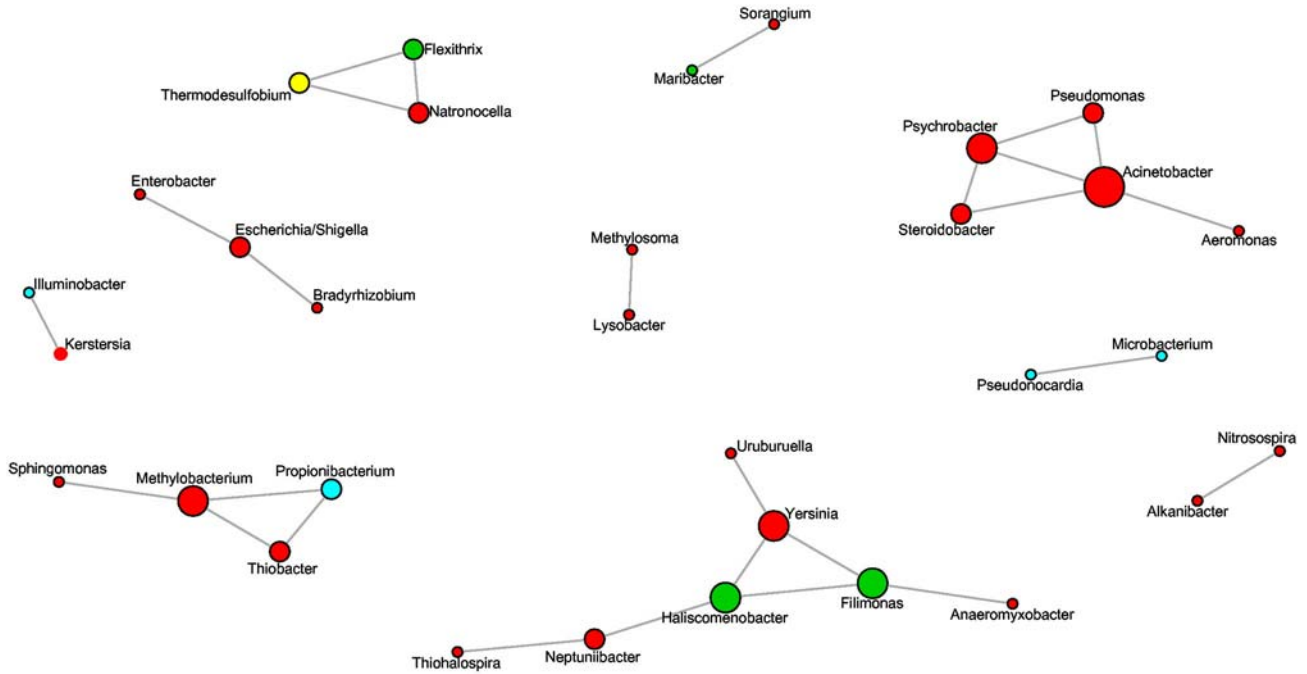 Sorangium
Flexithrix
Maribacter
Thermodesulfobium
Pseudomonas
Natronocella
Psychrobacter
Acinetobacter
Enterobacter
Escherichia/Shigella
Steroidobacter
Methylosoma
Aeromonas
Illuminobacter
Bradyrhizobium
Lysobacter
Kerstersia
Microbacterium
Pseudonocardia
Nitrosospira
Uruburuella
Sphingomonas
Propionibacterium
Methylobacterium
Alkanibacter
Yersinia
Thiobacter
Filimonas
Anaeromyxobacter
Haliscomenobacter
Neptuniibacter
Thiohalospira